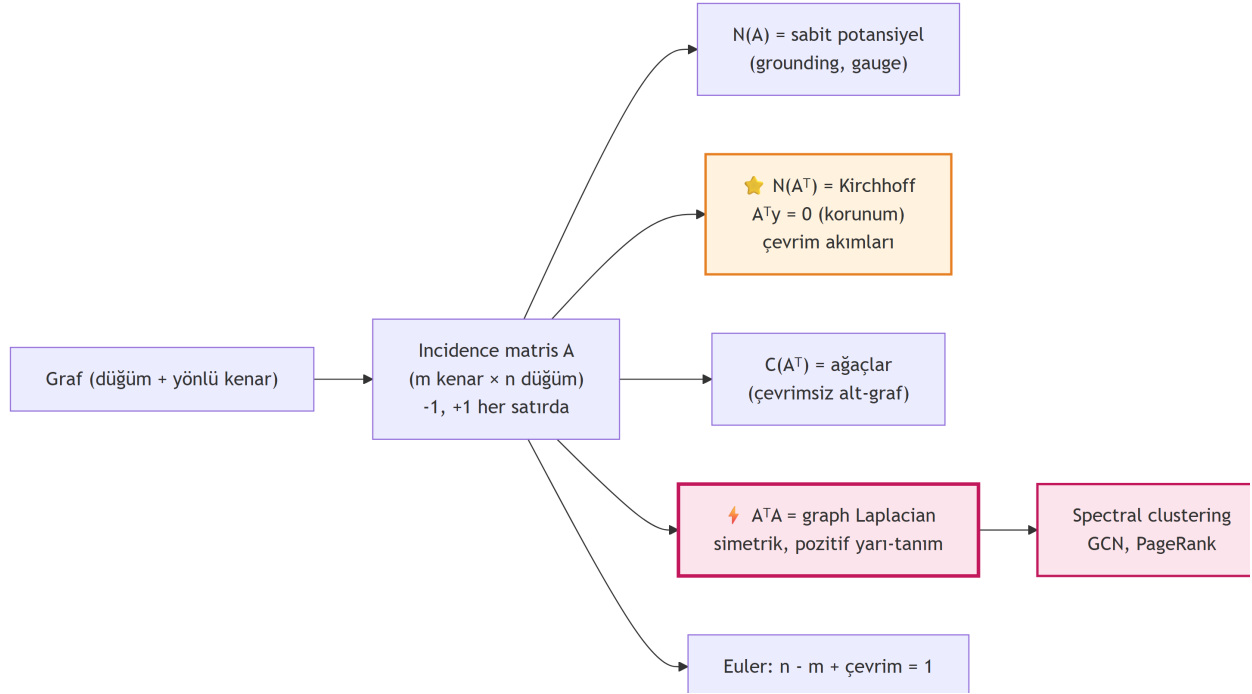 N(A) = sabit potansiyel
(grounding, gauge)
⭐ N(Aᵀ) = Kirchhoff
Aᵀy = 0 (korunum)
çevrim akımları
Graf (düğüm + yönlü kenar)
Incidence matris A
(m kenar × n düğüm)
-1, +1 her satırda
C(Aᵀ) = ağaçlar
(çevrimsiz alt-graf)
⚡ AᵀA = graph Laplacian
simetrik, pozitif yarı-tanım
Spectral clustering
GCN, PageRank
Euler: n - m + çevrim = 1